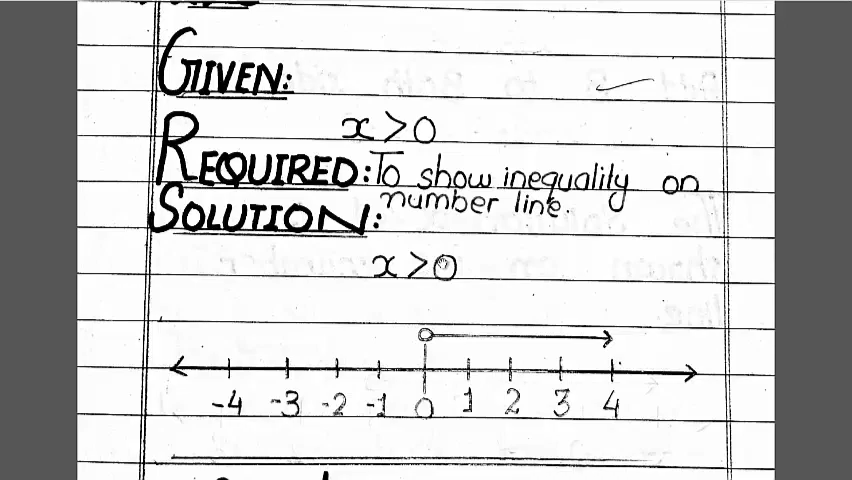 GIVEN:
x > 0
REQUIRED: To show inequality on
number line.
SOLUTION:
x > 0
-4 -3 -2 -1 0 1 2 3 4